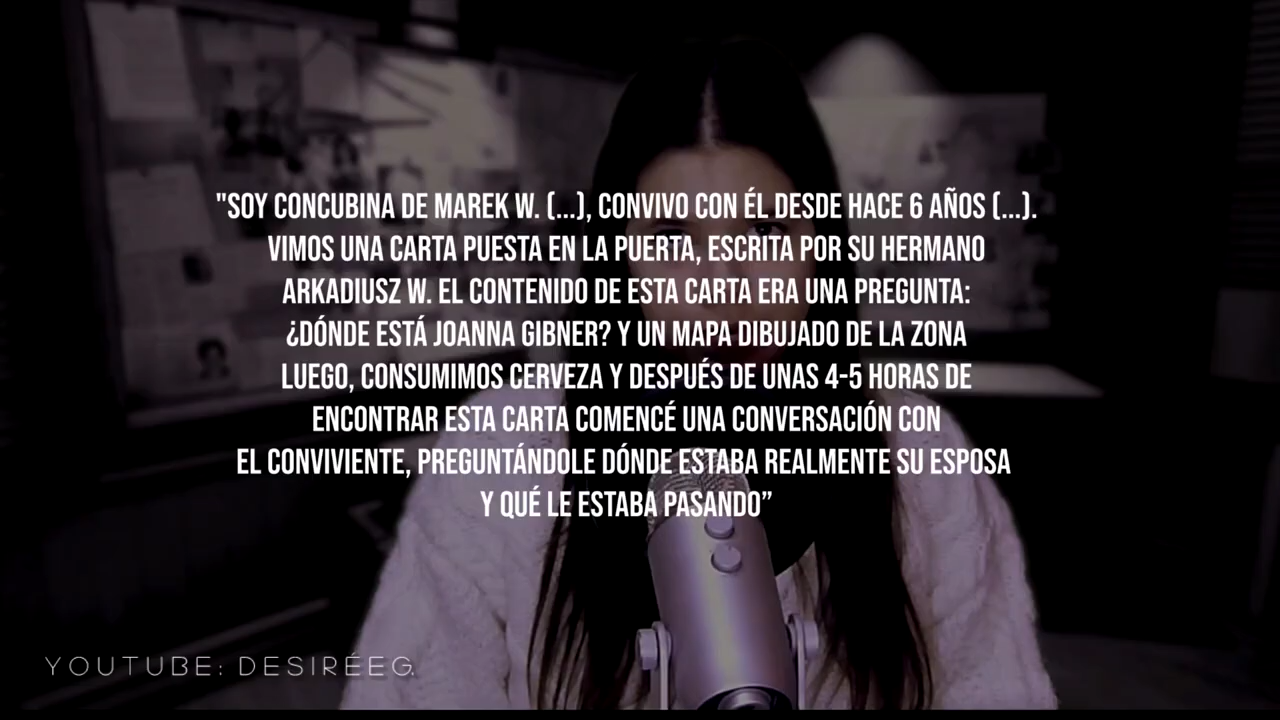 "SOY CONCUBINA DE MAREK W. (...), CONVIVO CON ÉL DESDE HACE 6 AÑOS (...).
VIMOS UNA CARTA PUESTA EN LA PUERTA, ESCRITA POR SU HERMANO
ARKADIUSZ W. EL CONTENIDO DE ESTA CARTA ERA UNA PREGUNTA:
¿DÓNDE ESTÁ JOANNA GIBNER? Y UN MAPA DIBUJADO DE LA ZONA
LUEGO, CONSUMIMOS CERVEZA Y DESPUÉS DE UNAS 4-5 HORAS DE
ENCONTRAR ESTA CARTA COMENCÉ UNA CONVERSACIÓN CON
EL CONVIVIENTE, PREGUNTÁNDOLE DÓNDE ESTABA REALMENTE SU ESPOSA
Y QUÉ LE ESTABA PASANDO”
YOUTUBE: DESIRÉEG.